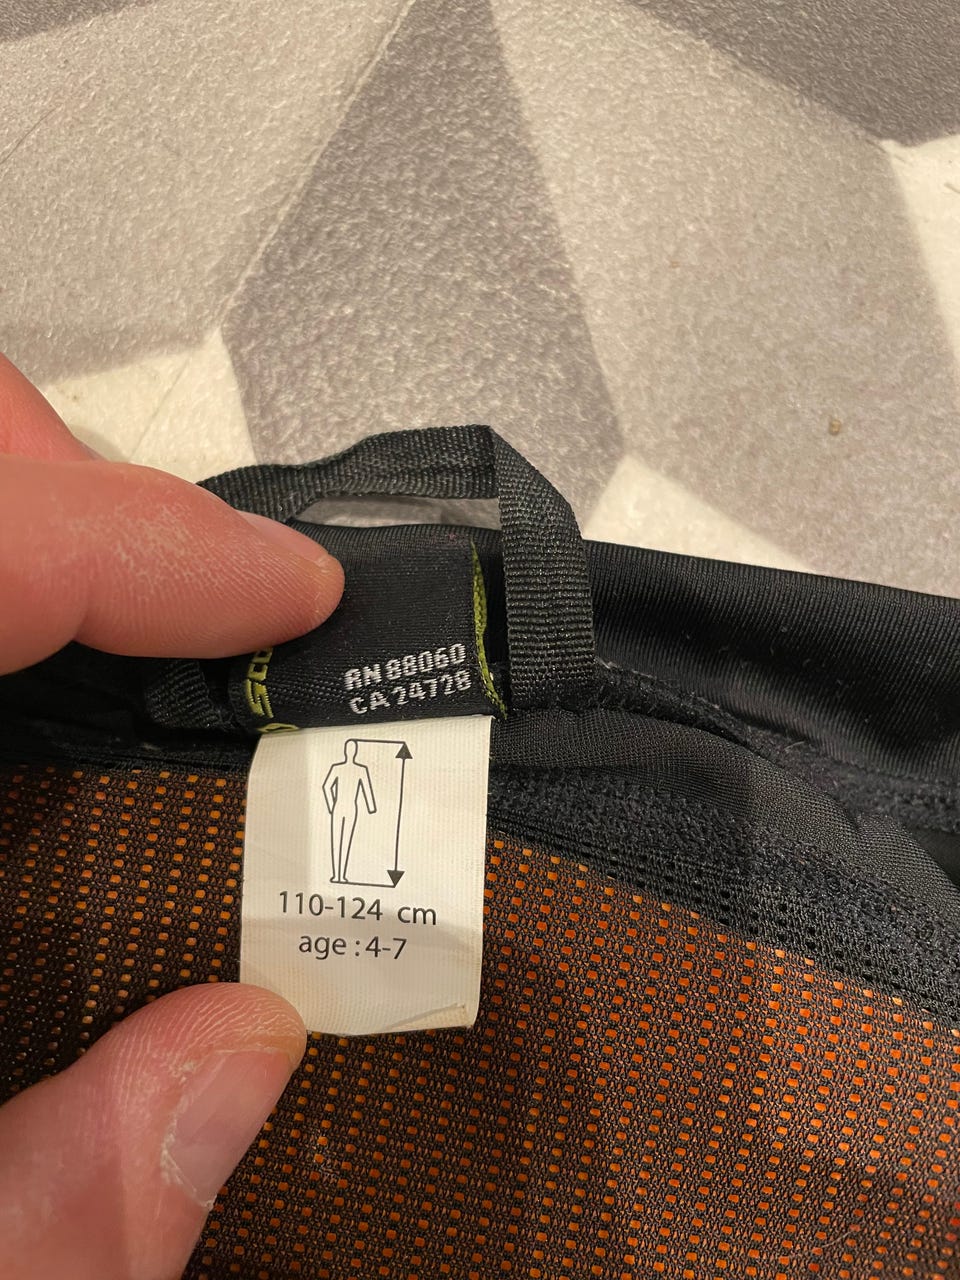 RN 88060
CA 24728
110-124 cm
age : 4-7